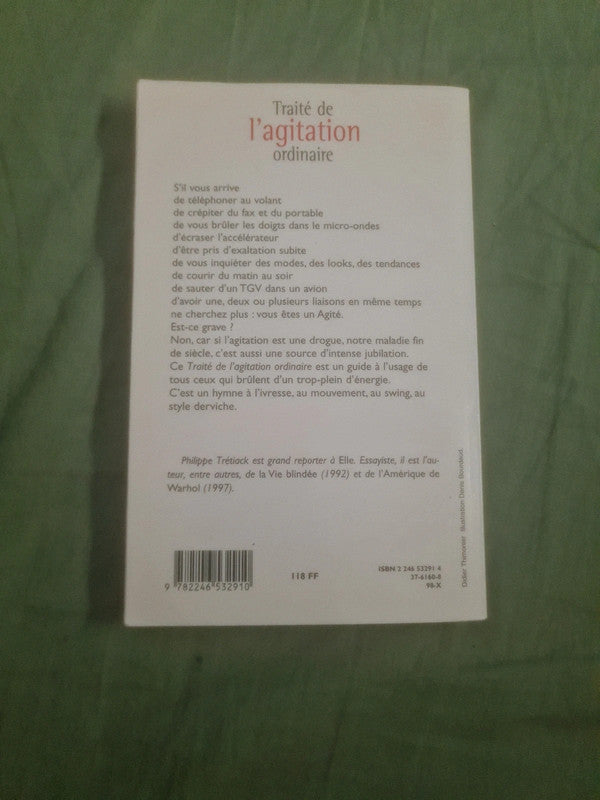 Traité de
l'agitation
ordinaire
S'il vous arrive
de téléphoner au volant
de crépiter du fax et du portable
de vous brûler les doigts dans le micro-ondes
d'écraser l'accélérateur
d'être pris d'exaltation subite
de vous inquiéter des modes, des looks, des tendances
de courir du matin au soir
de sauter d'un TGV dans un avion
d'avoir une, deux ou plusieurs liaisons en même temps
ne cherchez plus : vous êtes un Agité.
Est-ce grave ?
Non, car si l'agitation est une drogue, notre maladie fin
de siècle, c'est aussi une source d'intense jubilation.
Ce Traité de l'agitation ordinaire est un guide à l'usage de
tous ceux qui brûlent d'un trop-plein d'énergie.
C'est un hymne à l'ivresse, au mouvement, au swing, au
style derviche.
Philippe Trétiack est grand reporter à Elle. Essayiste, il est l'au-
teur, entre autres, de la Vie blindée (1992) et de l'Amérique de
Warhol (1997).
9 782246 532910
118 FF
ISBN 2 246 53291 4
37-6160-8
98-X
Didier Thimonier Illustration Denis